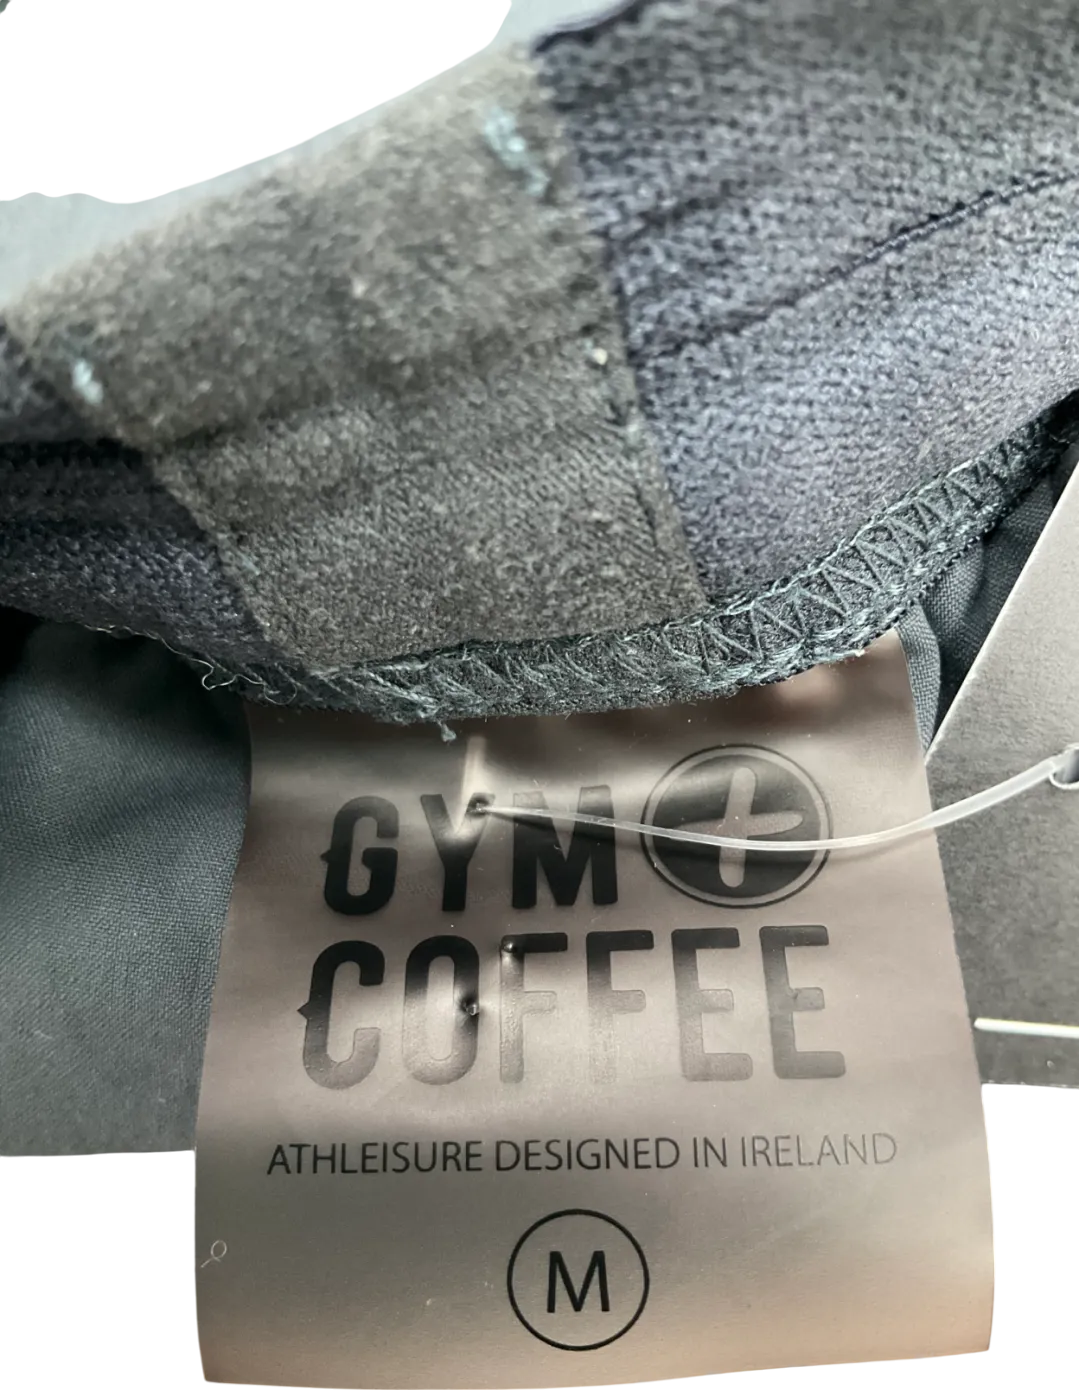 GYM+
COFFEE
ATHLEISURE DESIGNED IN IRELAND
M